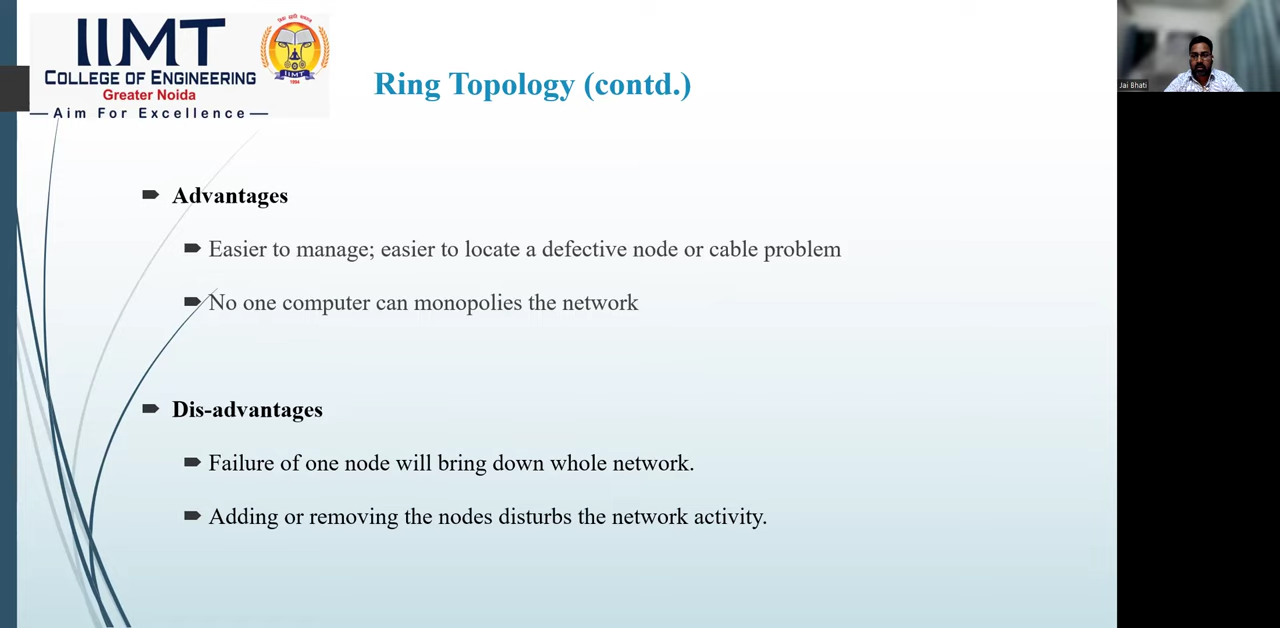 IIMT
COLLEGE OF ENGINEERING
Greater Noida
Aim For Excellence
IIMT
1994
Ring Topology (contd.)
Advantages
Easier to manage; easier to locate a defective node or cable problem
No one computer can monopolies the network
Dis-advantages
Failure of one node will bring down whole network.
Adding or removing the nodes disturbs the network activity.
Jai Bhati